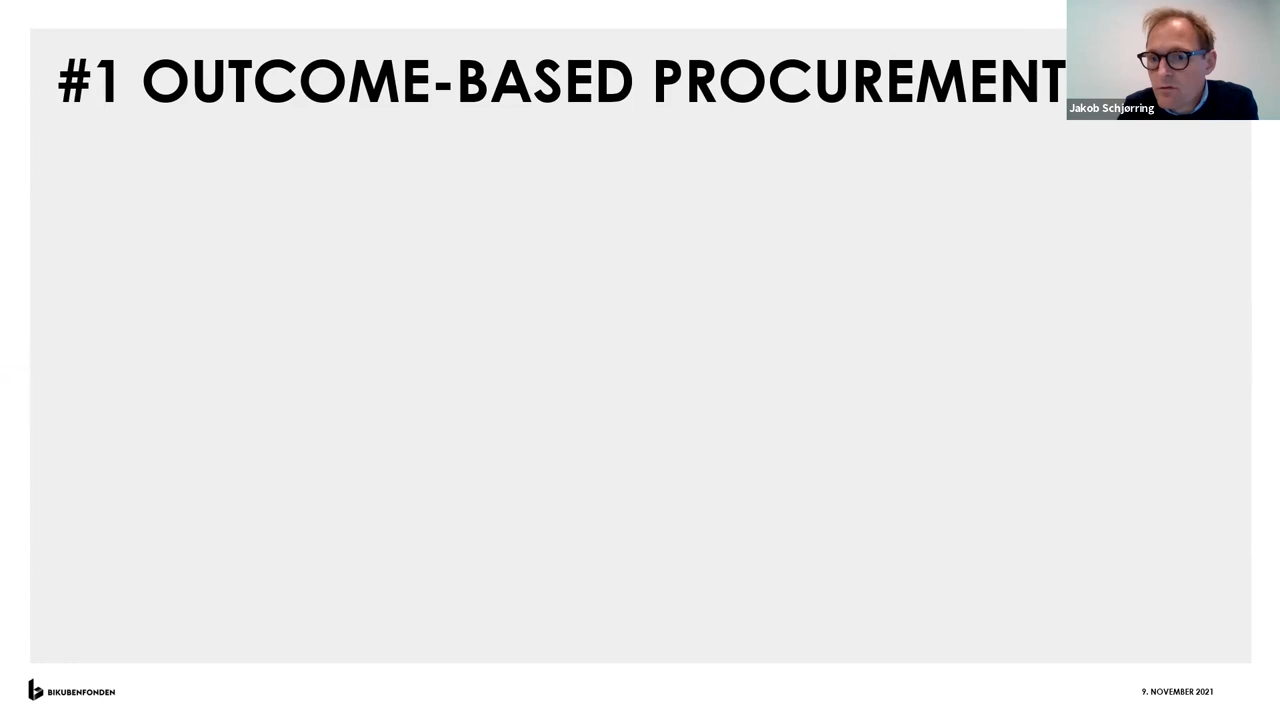 #1 OUTCOME-BASED PROCUREMENT
Jakob Schjørring
BIKUBENFONDEN
9. NOVEMBER 2021